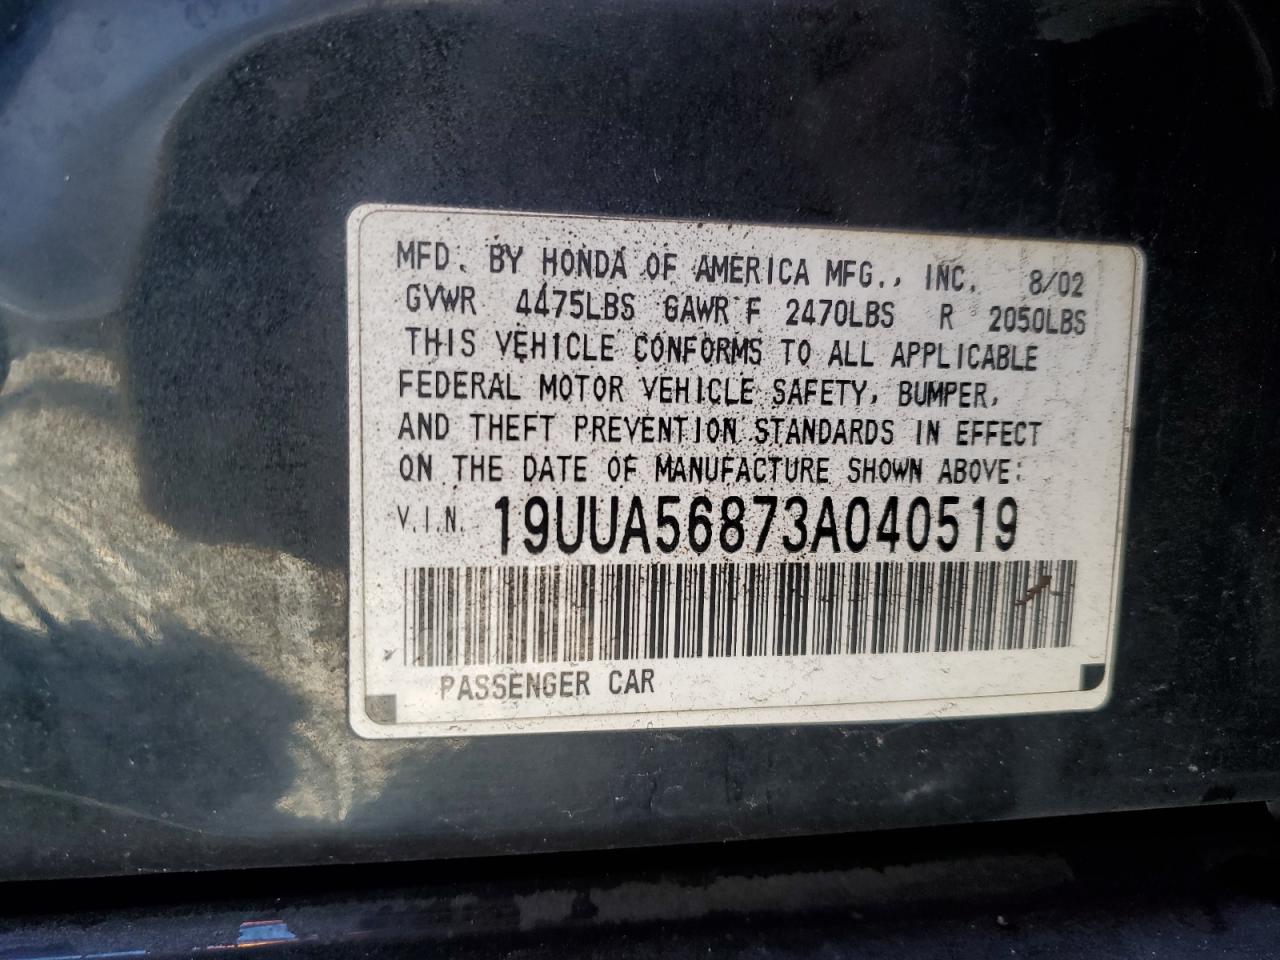 MFD. BY HONDA OF AMERICA MFG., INC. 8/02
GVWR 4475LBS GAWR F 2470LBS R 2050LBS
THIS VEHICLE CONFORMS TO ALL APPLICABLE
FEDERAL MOTOR VEHICLE SAFETY, BUMPER,
AND THEFT PREVENTION STANDARDS IN EFFECT
ON THE DATE OF MANUFACTURE SHOWN ABOVE:
V.I.N. 19UUA56873A040519
PASSENGER CAR